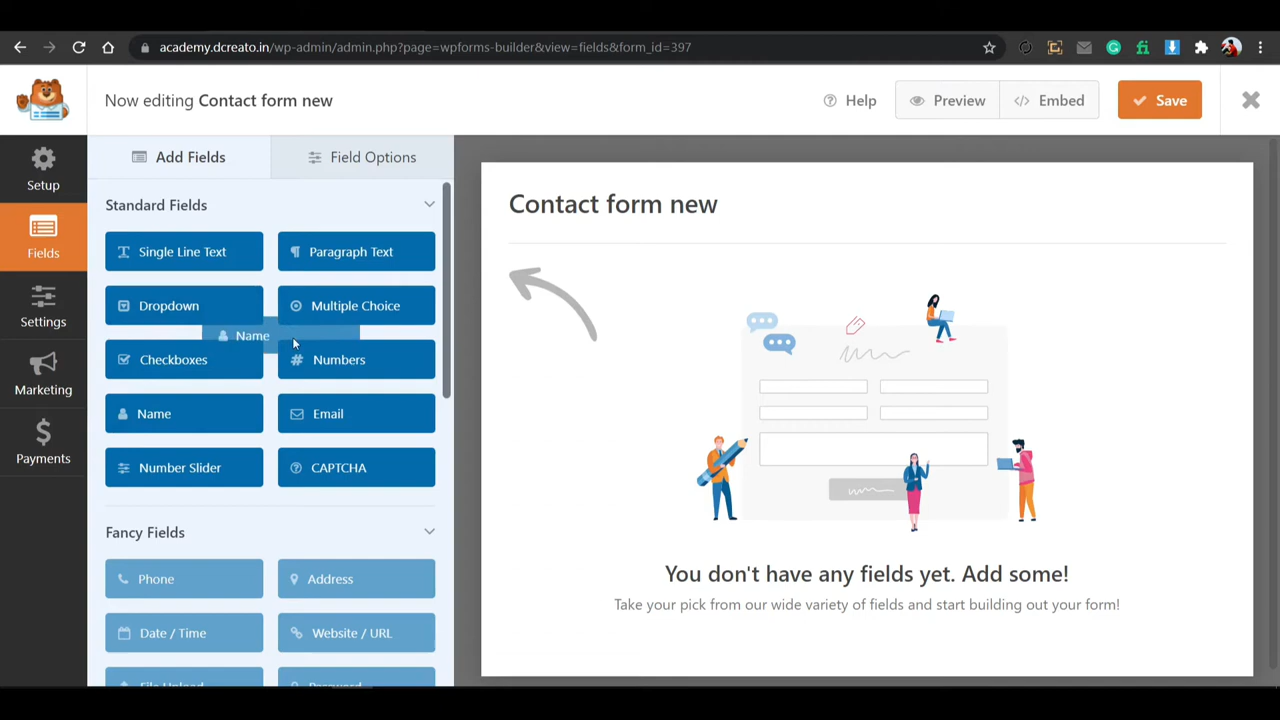 academy.dcreato.in/wp-admin/admin.php?page=wpforms-builder&view=fields&form_id=397
Now editing Contact form new
Help
Preview
Embed
Save
Setup
Fields
Settings
Marketing
Payments
Add Fields
Field Options
Standard Fields
Single Line Text
Paragraph Text
Dropdown
Multiple Choice
Name
Checkboxes
Numbers
Name
Email
Number Slider
CAPTCHA
Fancy Fields
Phone
Address
Date / Time
Website / URL
File Upload
Password
Contact form new
You don't have any fields yet. Add some!
Take your pick from our wide variety of fields and start building out your form!